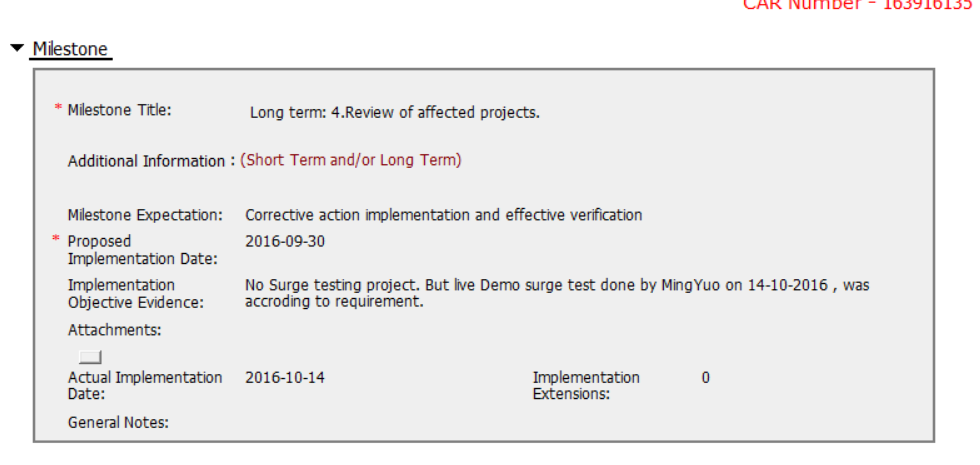 CAR Number - 163916135
Milestone
* Milestone Title: Long term: 4.Review of affected projects.
Additional Information : (Short Term and/or Long Term)
Milestone Expectation: Corrective action implementation and effective verification
* Proposed Implementation Date: 2016-09-30
Implementation Objective Evidence: No Surge testing project. But live Demo surge test done by MingYuo on 14-10-2016 , was
accroding to requirement.
Attachments:
Actual Implementation Date: 2016-10-14 Implementation Extensions: 0
General Notes: